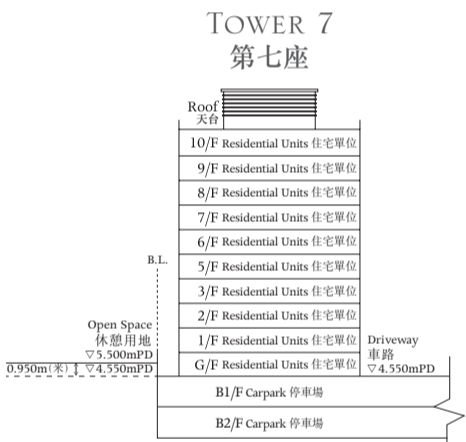 TOWER 7
第七座
Roof
天台
10/F Residential Units 住宅單位
9/F Residential Units 住宅單位
8/F Residential Units 住宅單位
7/F Residential Units 住宅單位
6/F Residential Units 住宅單位
B.L.
5/F Residential Units 住宅單位
3/F Residential Units 住宅單位
2/F Residential Units 住宅單位
Open Space
休憩用地
▽5.500mPD
1/F Residential Units 住宅單位
Driveway
車路
▽4.550mPD
0.950m(米) ▽4.550mPD
G/F Residential Units 住宅單位
B1/F Carpark 停車場
B2/F Carpark 停車場